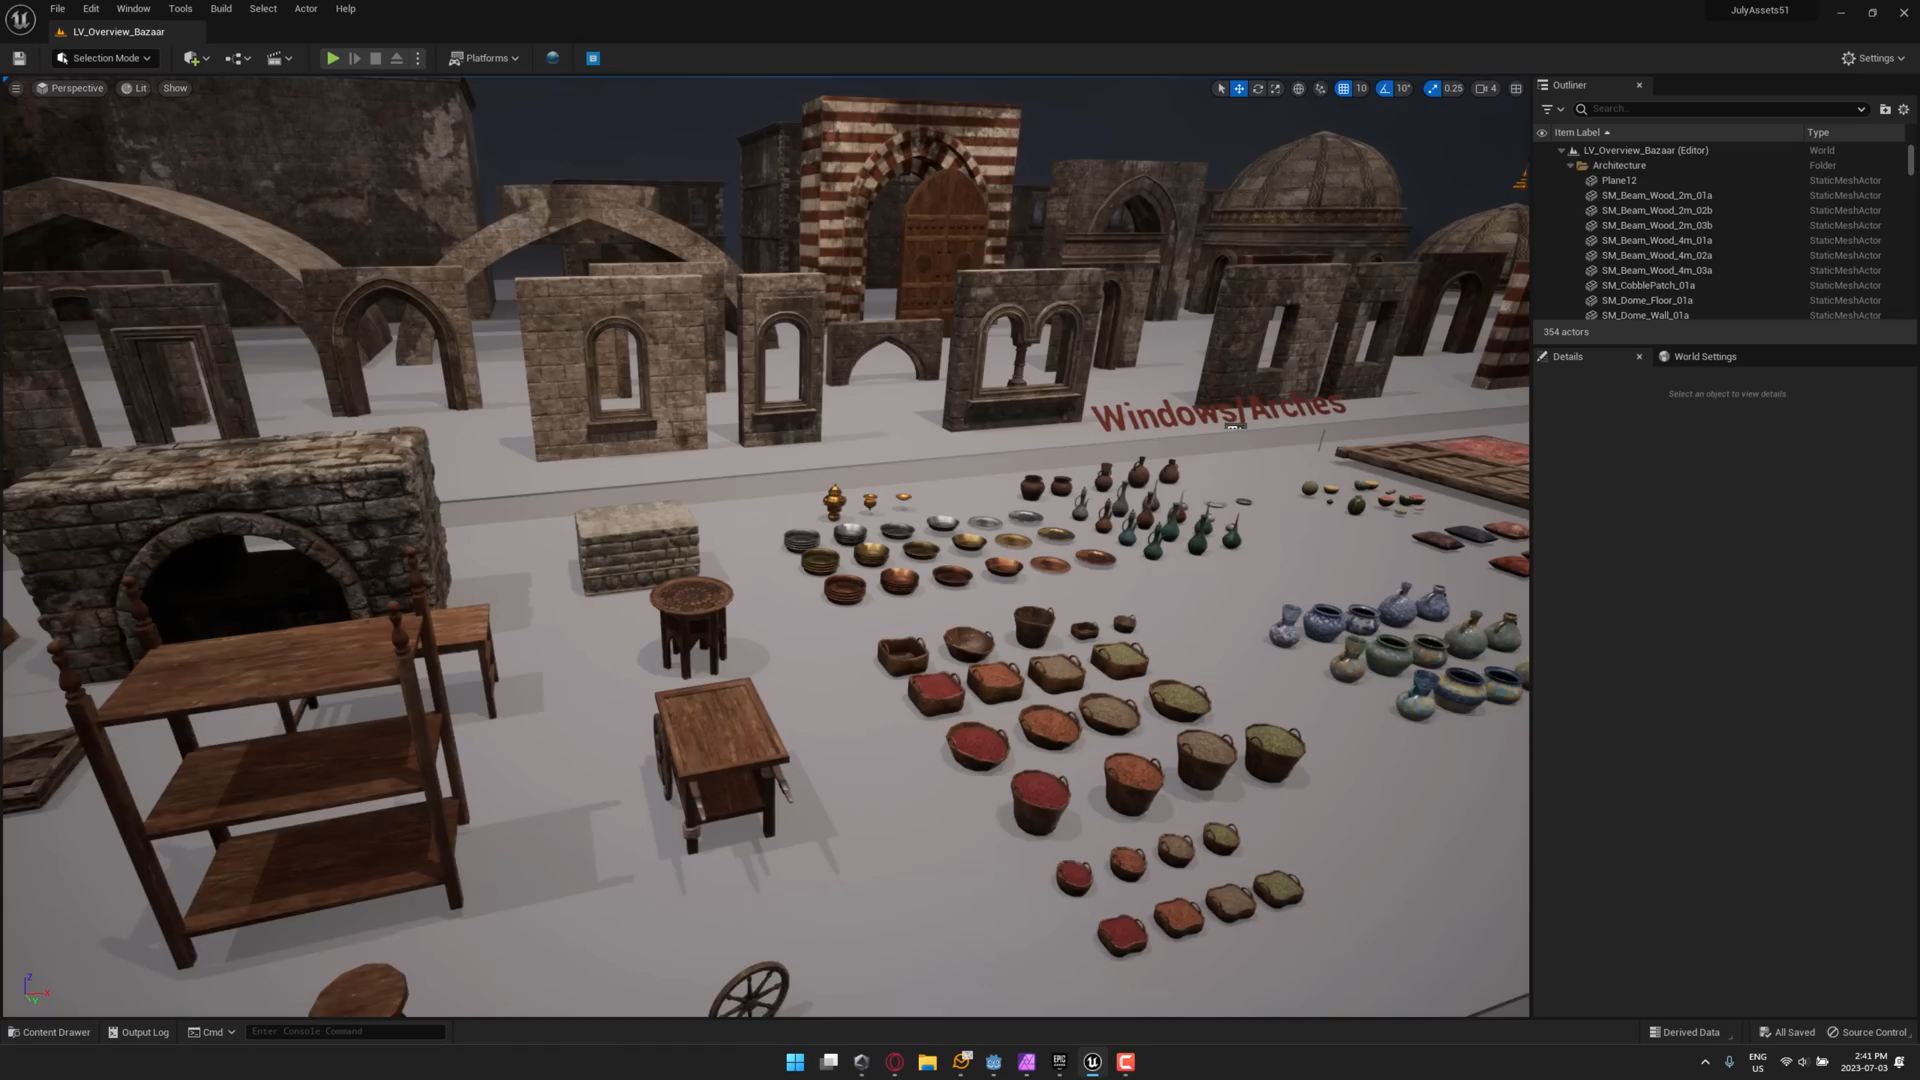 File Edit Window Tools Build Select Actor Help
JulyAssets51
LV_Overview_Bazaar
Selection Mode
Platforms
Settings
Perspective Lit Show
10 10° 0.25 4
Windows/Arches
Outliner
Search...
Item Label Type
LV_Overview_Bazaar (Editor) World
Architecture Folder
Plane12 StaticMeshActor
SM_Beam_Wood_2m_01a StaticMeshActor
SM_Beam_Wood_2m_02b StaticMeshActor
SM_Beam_Wood_2m_03b StaticMeshActor
SM_Beam_Wood_4m_01a StaticMeshActor
SM_Beam_Wood_4m_02a StaticMeshActor
SM_Beam_Wood_4m_03a StaticMeshActor
SM_CobblePatch_01a StaticMeshActor
SM_Dome_Floor_01a StaticMeshActor
SM_Dome_Wall_01a StaticMeshActor
354 actors
Details World Settings
Select an object to view details
Z
X
Y
Content Drawer Output Log Cmd Enter Console Command
Derived Data All Saved Source Control
EPIC
ENG
US
2:41 PM
2023-07-03